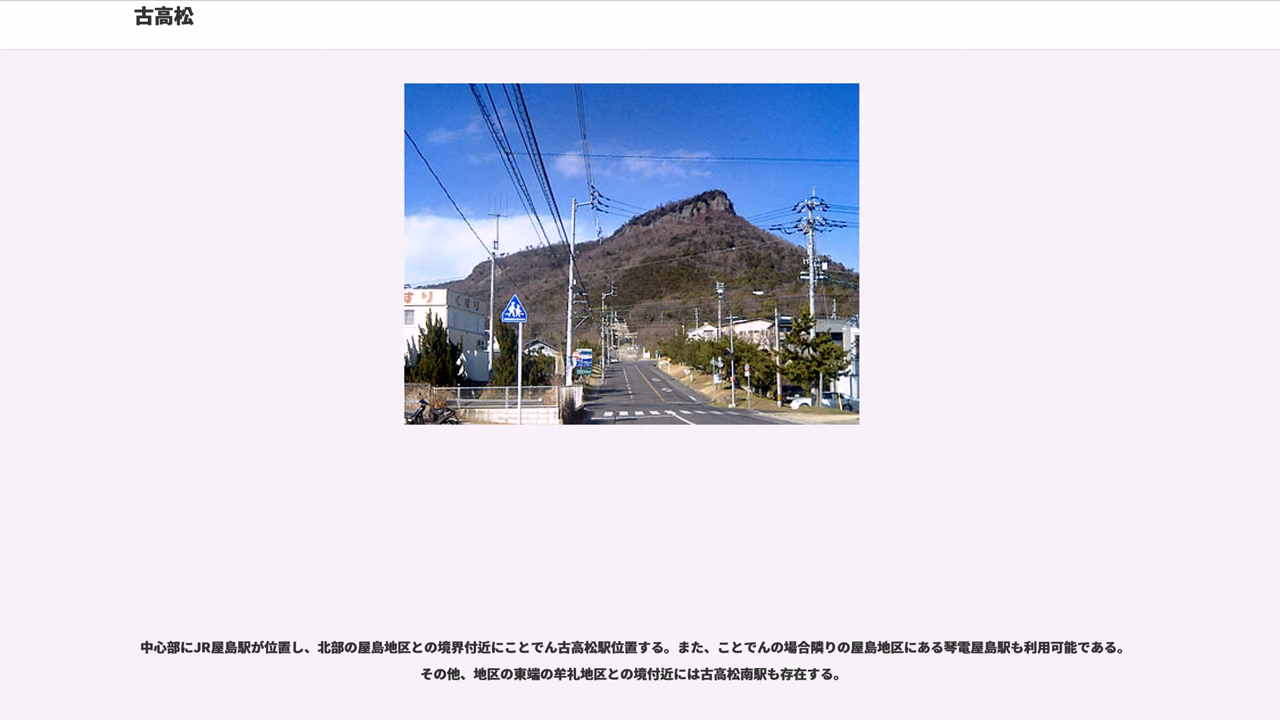 古高松
すり
くすり
中心部にJR屋島駅が位置し、北部の屋島地区との境界付近にことでん古高松駅位置する。また、ことでんの場合隣りの屋島地区にある琴電屋島駅も利用可能である。
その他、地区の東端の牟礼地区との境付近には古高松南駅も存在する。